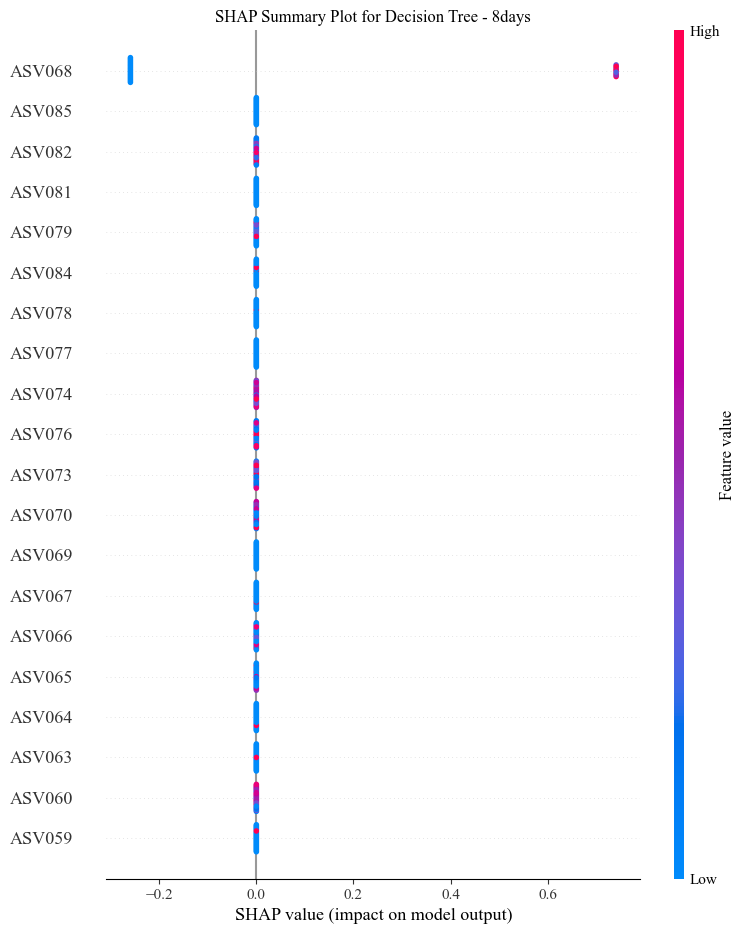 SHAP Summary Plot for Decision Tree - 8days
High
ASV068
ASV085
ASV082
ASV081
ASV079
ASV084
ASV078
ASV077
ASV074
ASV076
ASV073
ASV070
ASV069
ASV067
ASV066
ASV065
ASV064
ASV063
ASV060
ASV059
Feature value
Low
−0.2 0.0 0.2 0.4 0.6
SHAP value (impact on model output)